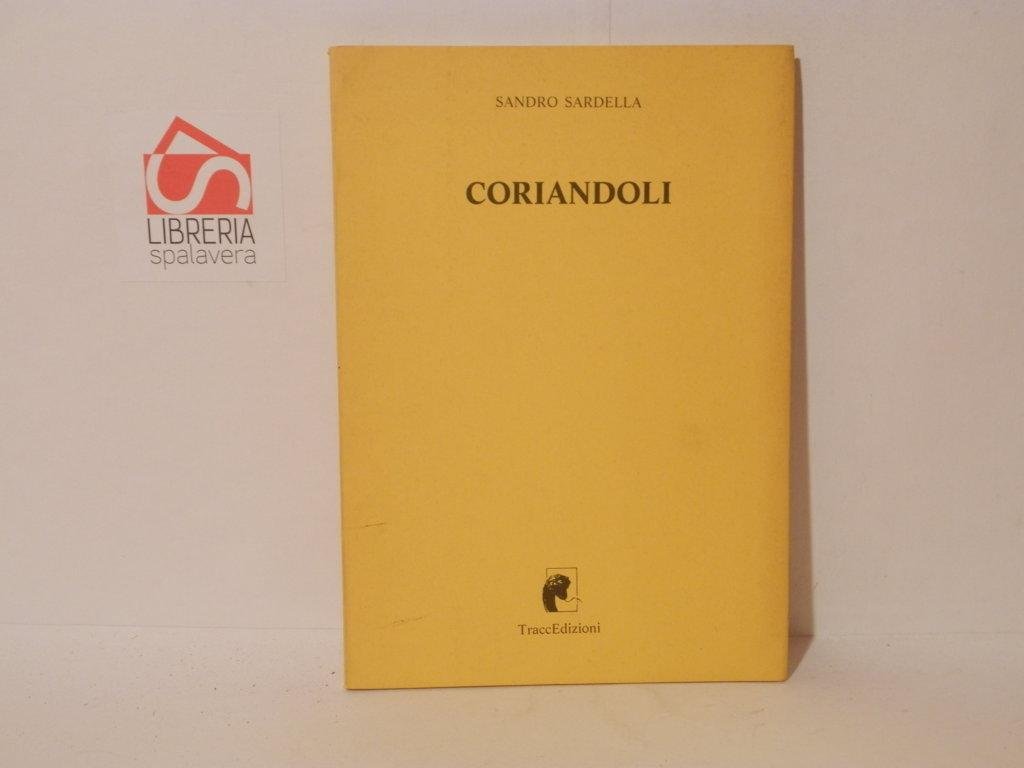 LIBRERIA
spalavera
SANDRO SARDELLA
CORIANDOLI
TraccEdizioni